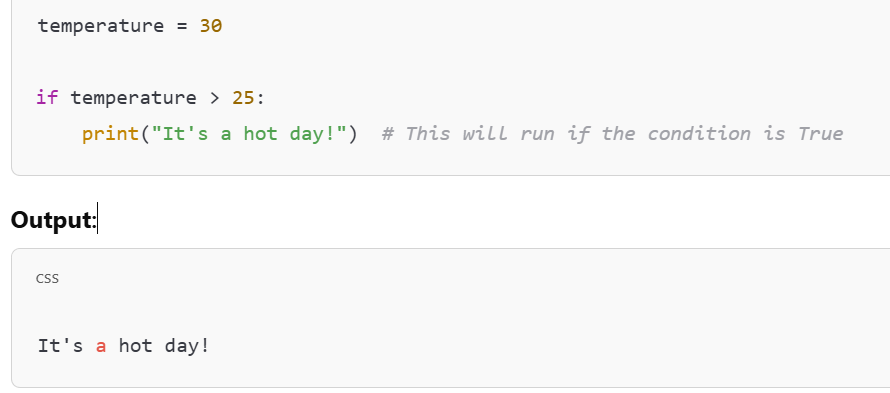 temperature = 30
if temperature > 25:
    print("It's a hot day!")  # This will run if the condition is True
Output:
css
It's a hot day!